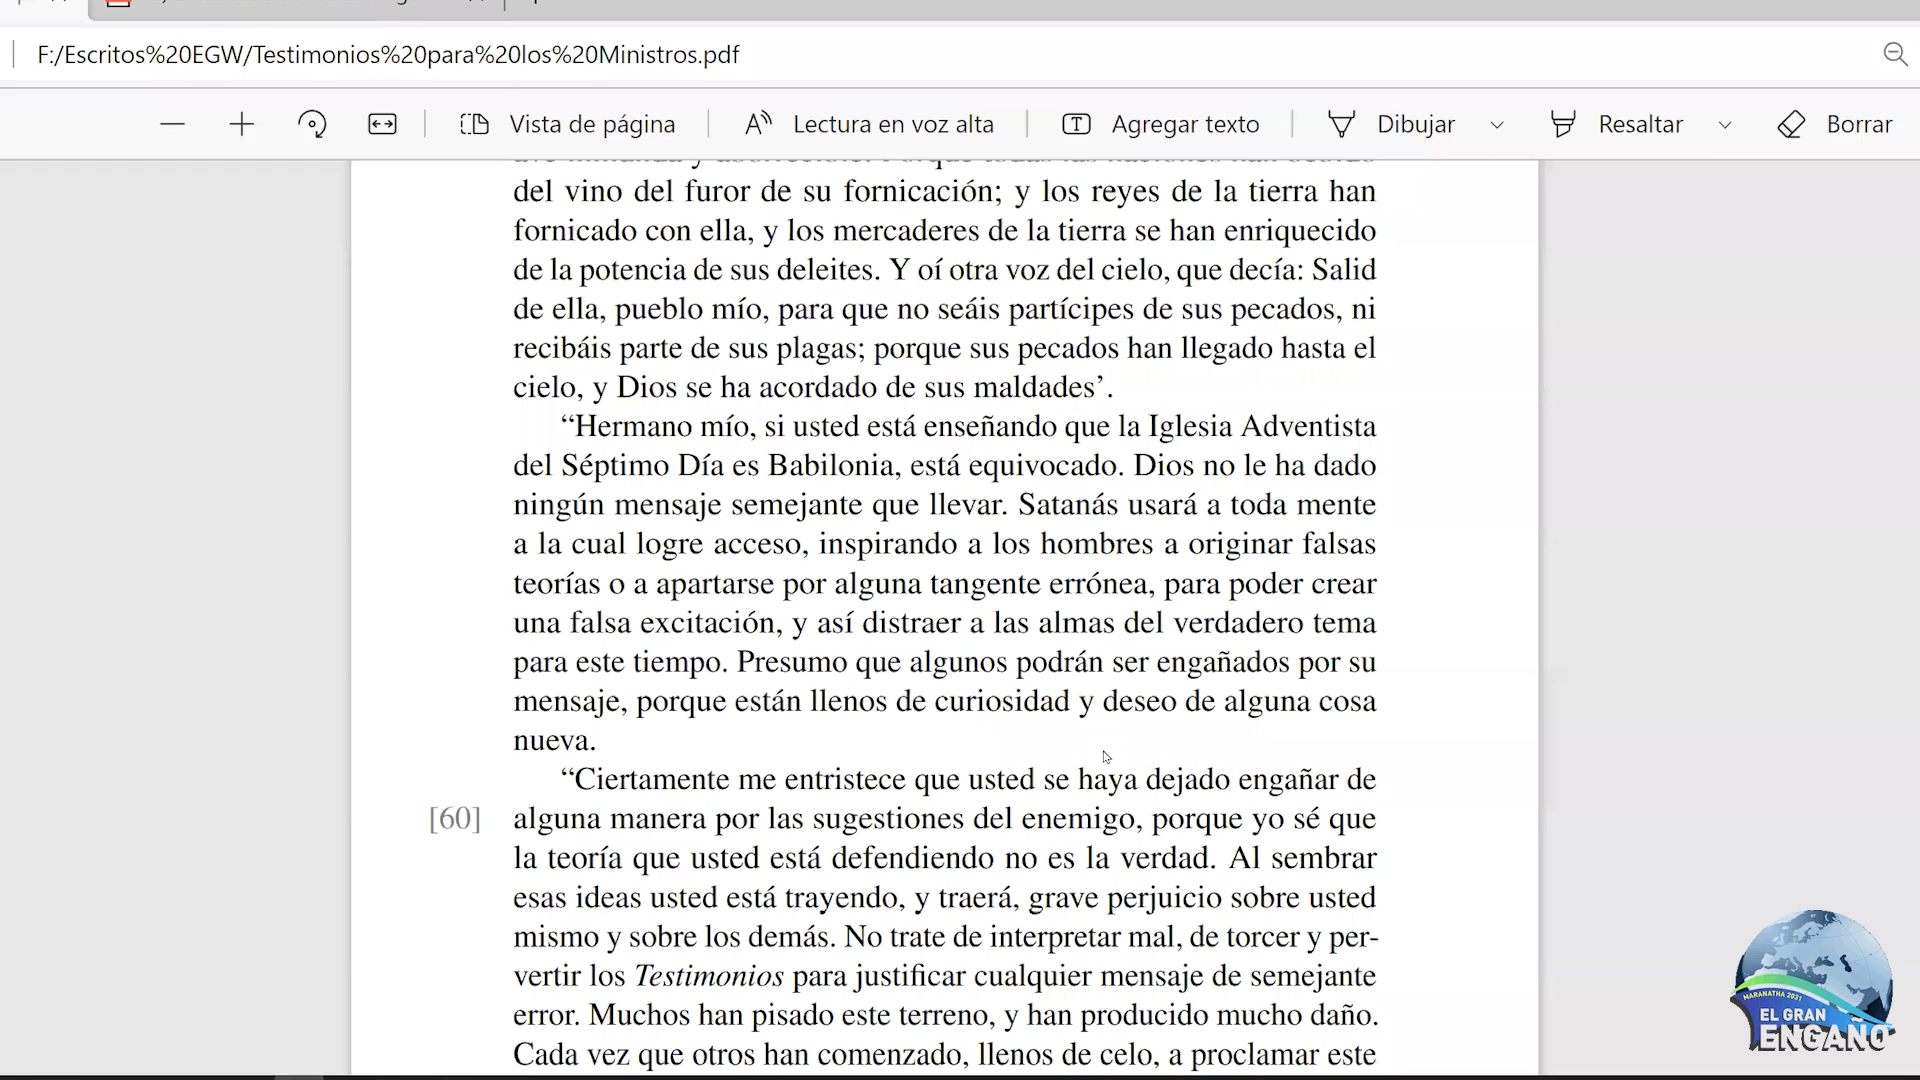 F:/Escritos%20EGW/Testimonios%20para%20los%20Ministros.pdf
Vista de página
Lectura en voz alta
Agregar texto
Dibujar
Resaltar
Borrar
del vino del furor de su fornicación; y los reyes de la tierra han
fornicado con ella, y los mercaderes de la tierra se han enriquecido
de la potencia de sus deleites. Y oí otra voz del cielo, que decía: Salid
de ella, pueblo mío, para que no seáis partícipes de sus pecados, ni
recibáis parte de sus plagas; porque sus pecados han llegado hasta el
cielo, y Dios se ha acordado de sus maldades’.
“Hermano mío, si usted está enseñando que la Iglesia Adventista
del Séptimo Día es Babilonia, está equivocado. Dios no le ha dado
ningún mensaje semejante que llevar. Satanás usará a toda mente
a la cual logre acceso, inspirando a los hombres a originar falsas
teorías o a apartarse por alguna tangente errónea, para poder crear
una falsa excitación, y así distraer a las almas del verdadero tema
para este tiempo. Presumo que algunos podrán ser engañados por su
mensaje, porque están llenos de curiosidad y deseo de alguna cosa
nueva.
“Ciertamente me entristece que usted se haya dejado engañar de
[60] alguna manera por las sugestiones del enemigo, porque yo sé que
la teoría que usted está defendiendo no es la verdad. Al sembrar
esas ideas usted está trayendo, y traerá, grave perjuicio sobre usted
mismo y sobre los demás. No trate de interpretar mal, de torcer y per-
vertir los Testimonios para justificar cualquier mensaje de semejante
error. Muchos han pisado este terreno, y han producido mucho daño.
Cada vez que otros han comenzado, llenos de celo, a proclamar este
MARANATHA 2021
EL GRAN
ENGAÑO